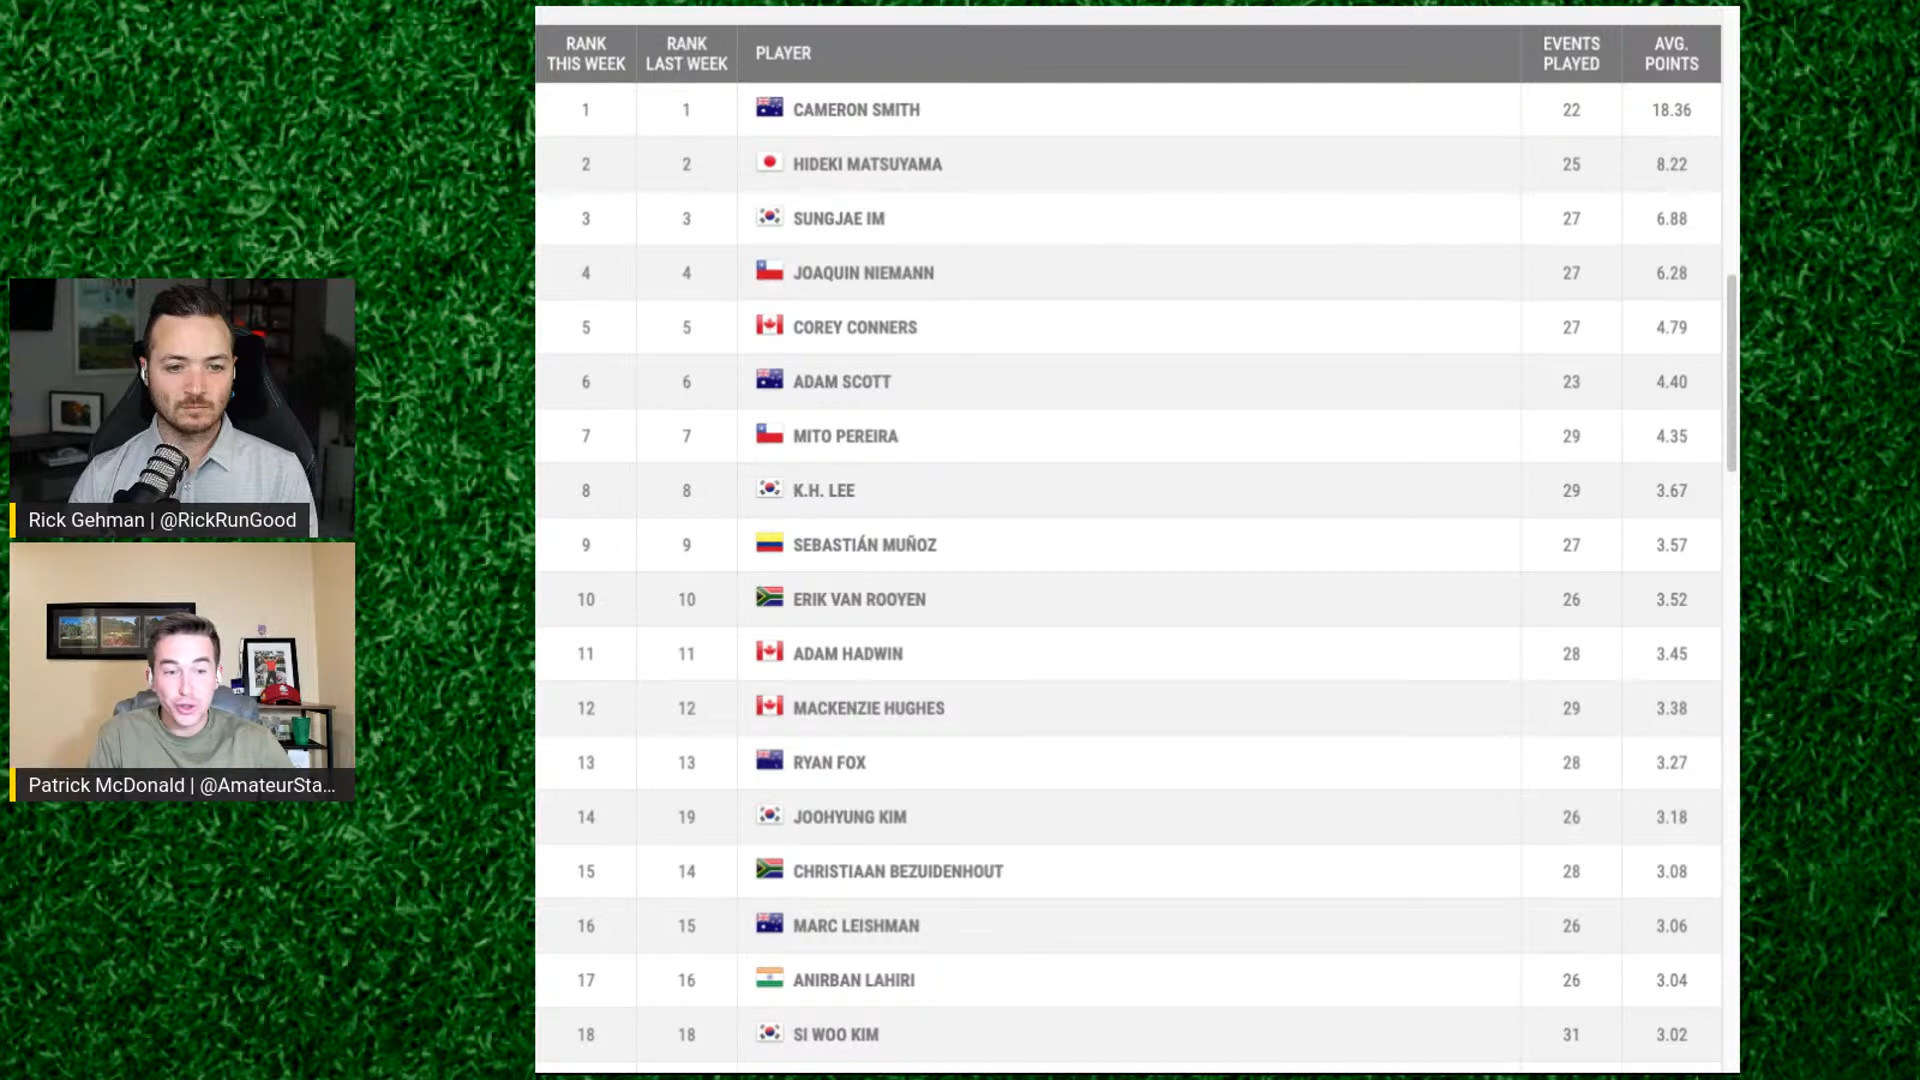 RANK THIS WEEK RANK LAST WEEK PLAYER EVENTS PLAYED AVG. POINTS
1 1 CAMERON SMITH 22 18.36
2 2 HIDEKI MATSUYAMA 25 8.22
3 3 SUNGJAE IM 27 6.88
4 4 JOAQUIN NIEMANN 27 6.28
5 5 COREY CONNERS 27 4.79
6 6 ADAM SCOTT 23 4.40
7 7 MITO PEREIRA 29 4.35
8 8 K.H. LEE 29 3.67
9 9 SEBASTIÁN MUÑOZ 27 3.57
10 10 ERIK VAN ROOYEN 26 3.52
11 11 ADAM HADWIN 28 3.45
12 12 MACKENZIE HUGHES 29 3.38
13 13 RYAN FOX 28 3.27
14 19 JOOHYUNG KIM 26 3.18
15 14 CHRISTIAAN BEZUIDENHOUT 28 3.08
16 15 MARC LEISHMAN 26 3.06
17 16 ANIRBAN LAHIRI 26 3.04
18 18 SI WOO KIM 31 3.02
Rick Gehman | @RickRunGood
Patrick McDonald | @AmateurSta...